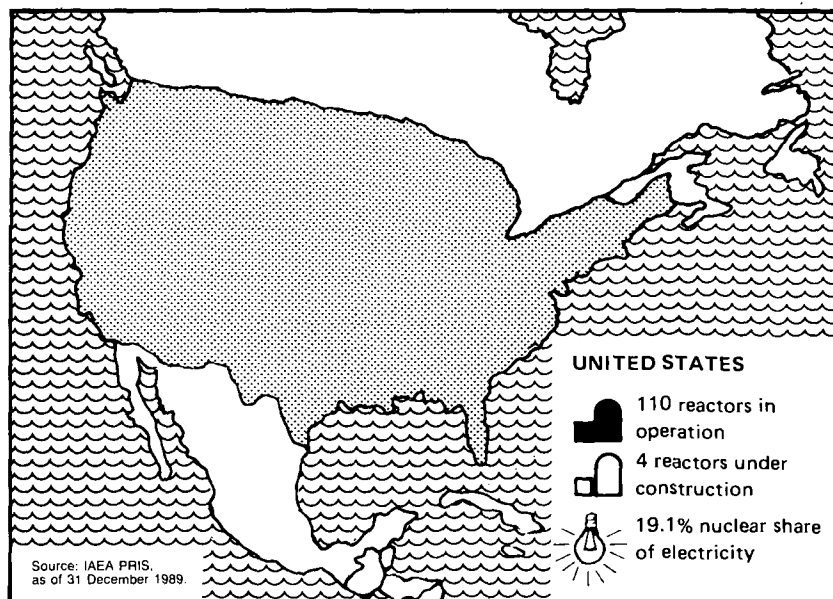 UNITED STATES
110 reactors in
operation
4 reactors under
construction
19.1% nuclear share
of electricity
Source: IAEA PRIS,
as of 31 December 1989.